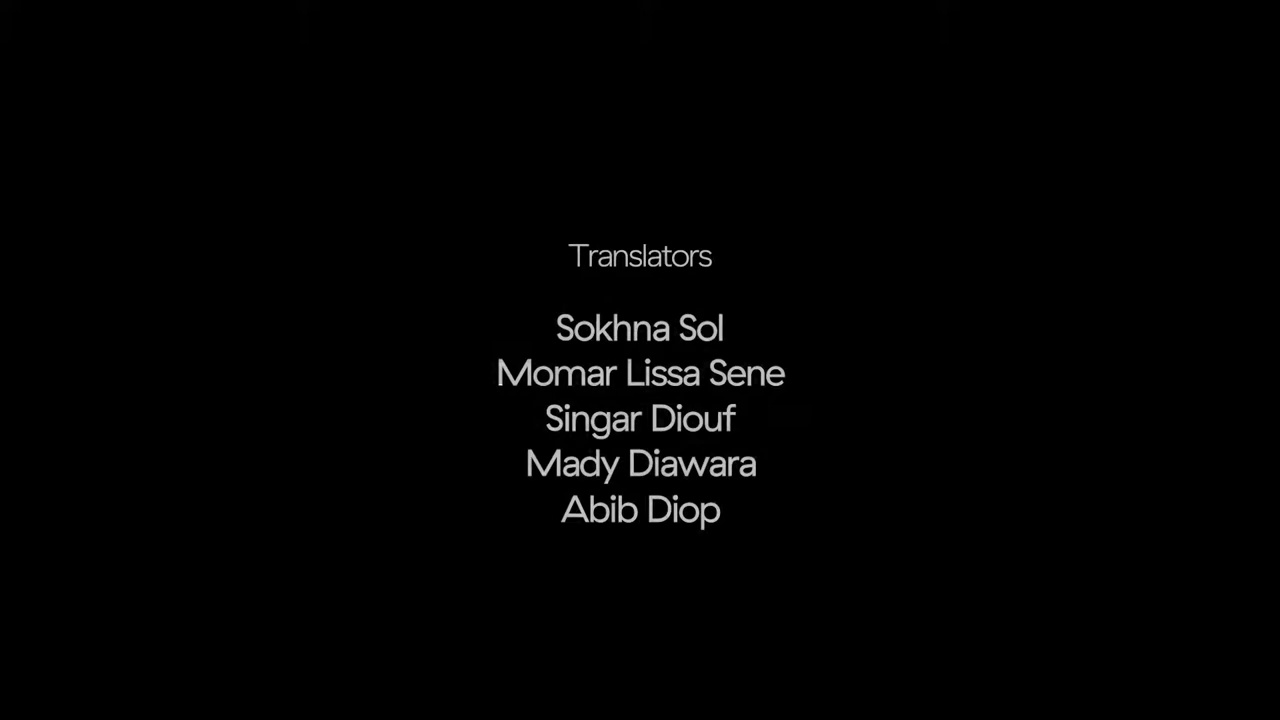 Translators
Sokhna Sol
Momar Lissa Sene
Singar Diouf
Mady Diawara
Abib Diop